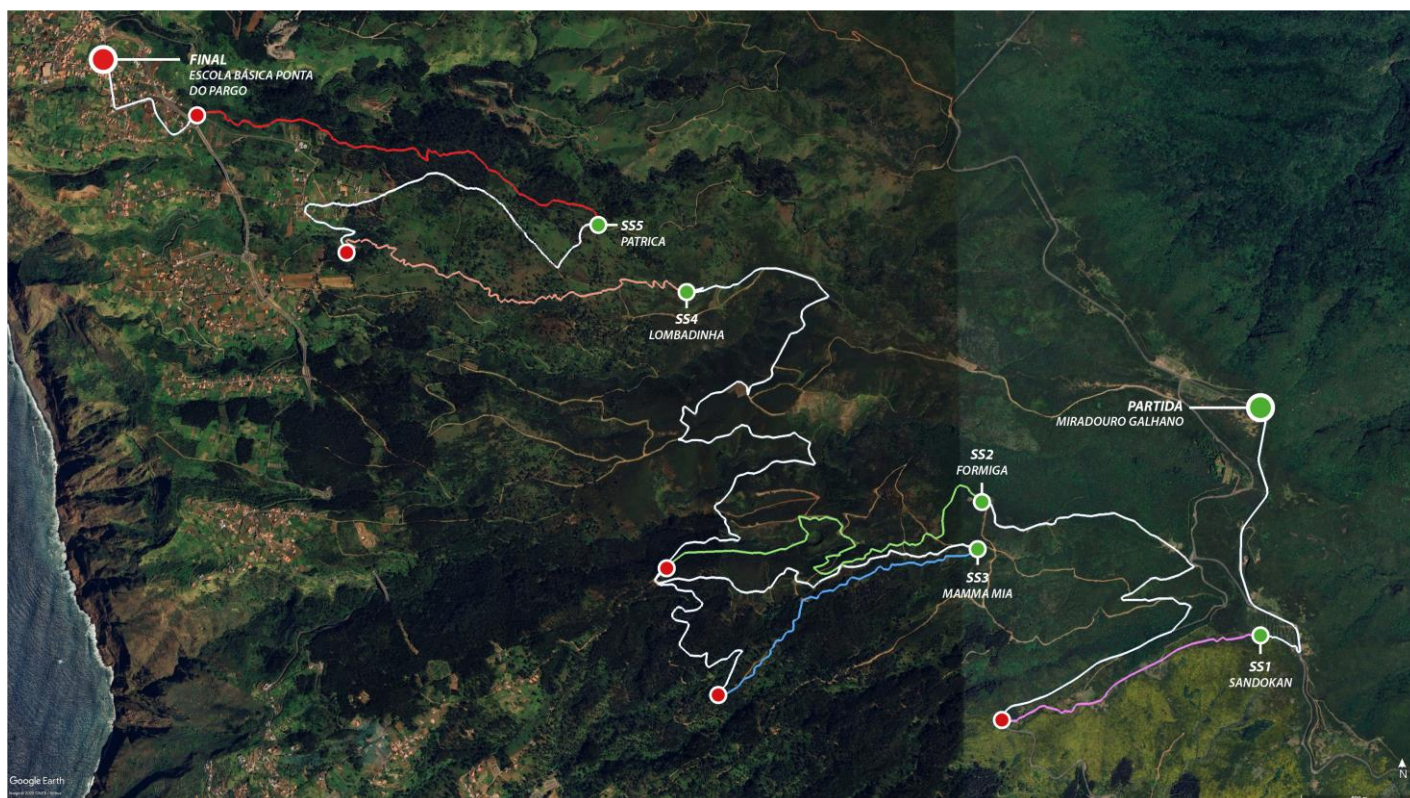 FINAL
ESCOLA BÁSICA PONTA
DO PARGO
SS5
PATRICA
SS4
LOMBADINHA
PARTIDA
MIRADOURO GALHANO
SS2
FORMIGA
SS3
MAMMA MIA
SS1
SANDOKAN
Google Earth
N